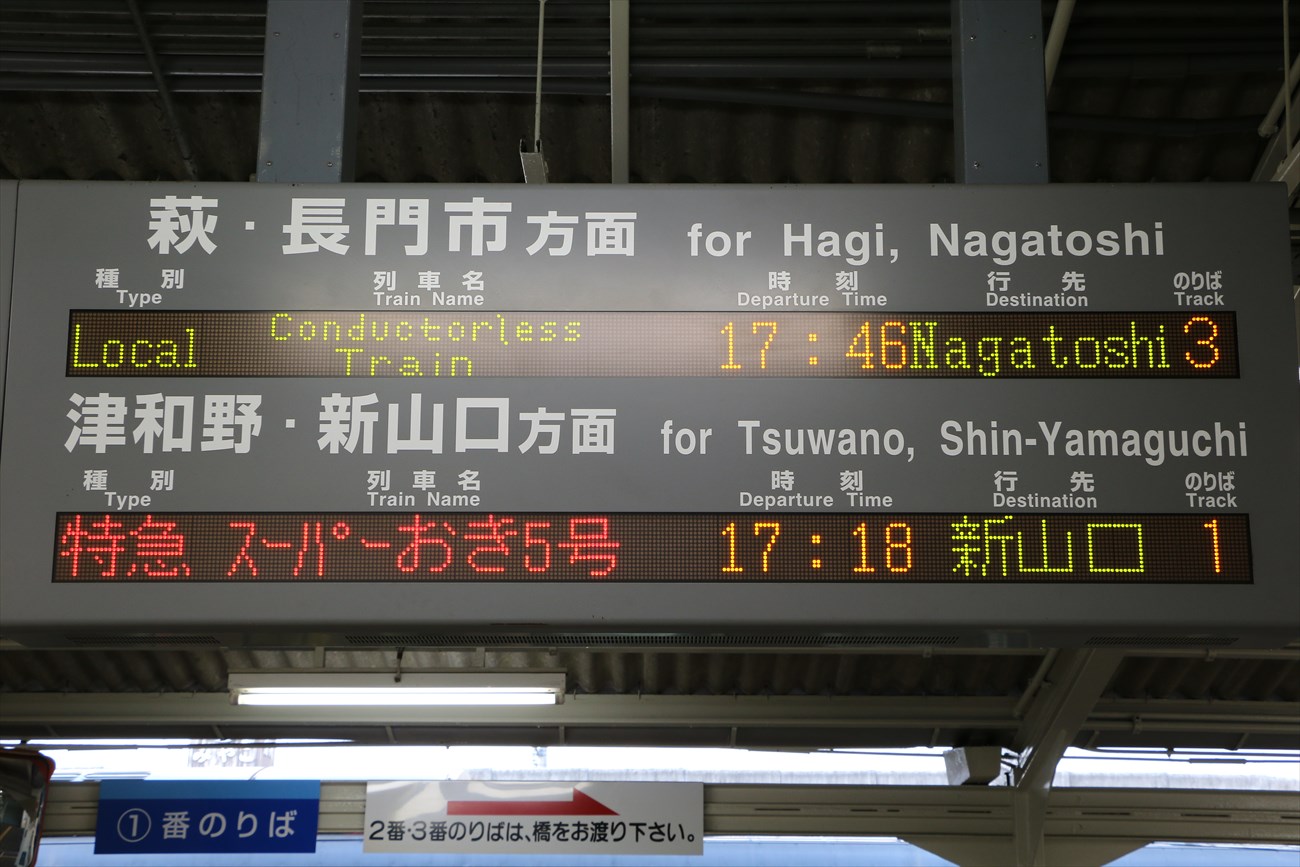 萩・長門市方面 for Hagi, Nagatoshi
種別 列車名 時刻 行先 のりば
Type Train Name Departure Time Destination Track
Local Conductorless Train 17:46 Nagatoshi 3
津和野・新山口方面 for Tsuwano, Shin-Yamaguchi
種別 列車名 時刻 行先 のりば
Type Train Name Departure Time Destination Track
特急 スーパーおき5号 17:18 新山口 1
①番のりば
2番・3番のりばは、橋をお渡り下さい。